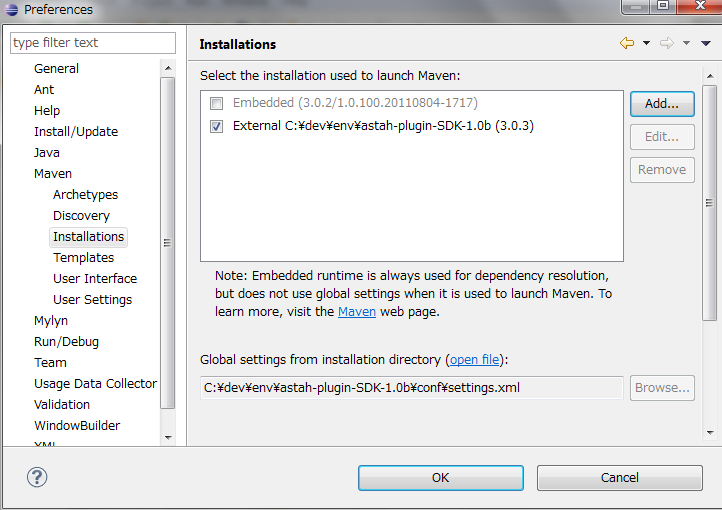 Preferences
type filter text
General
Ant
Help
Install/Update
Java
Maven
Archetypes
Discovery
Installations
Templates
User Interface
User Settings
Mylyn
Run/Debug
Team
Usage Data Collector
Validation
WindowBuilder
XML
Installations
Select the installation used to launch Maven:
Embedded (3.0.2/1.0.100.20110804-1717)
External C:¥dev¥env¥astah-plugin-SDK-1.0b (3.0.3)
Add...
Edit...
Remove
Note: Embedded runtime is always used for dependency resolution,
but does not use global settings when it is used to launch Maven. To
learn more, visit the Maven web page.
Global settings from installation directory (open file):
C:¥dev¥env¥astah-plugin-SDK-1.0b¥conf¥settings.xml
Browse...
?
OK
Cancel